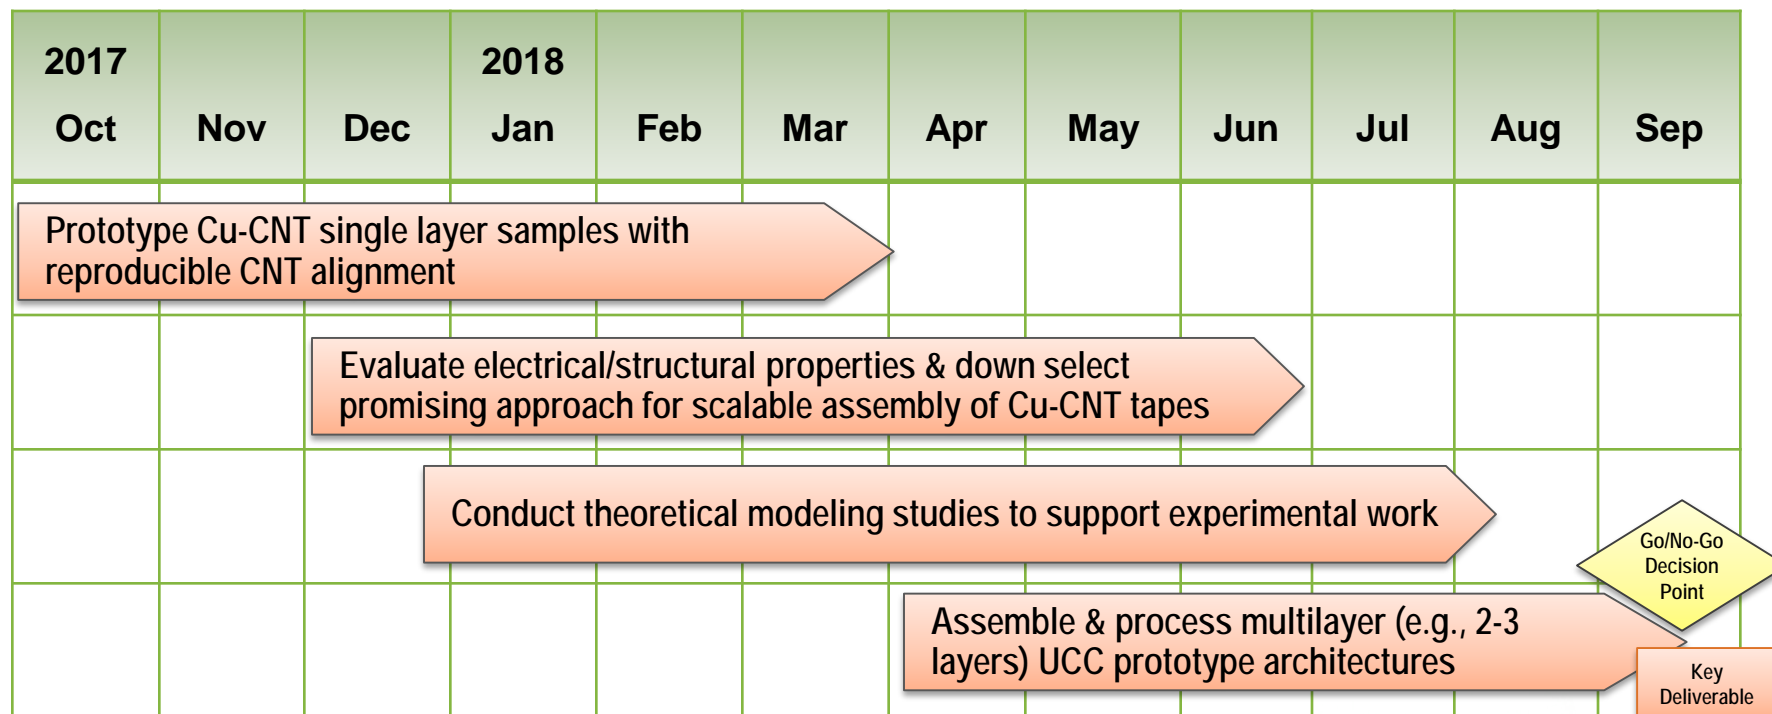 2017
2018
Oct Nov Dec Jan Feb Mar Apr May Jun Jul Aug Sep
Prototype Cu-CNT single layer samples with
reproducible CNT alignment
Evaluate electrical/structural properties & down select
promising approach for scalable assembly of Cu-CNT tapes
Conduct theoretical modeling studies to support experimental work
Go/No-Go
Decision
Point
Assemble & process multilayer (e.g., 2-3
layers) UCC prototype architectures
Key
Deliverable